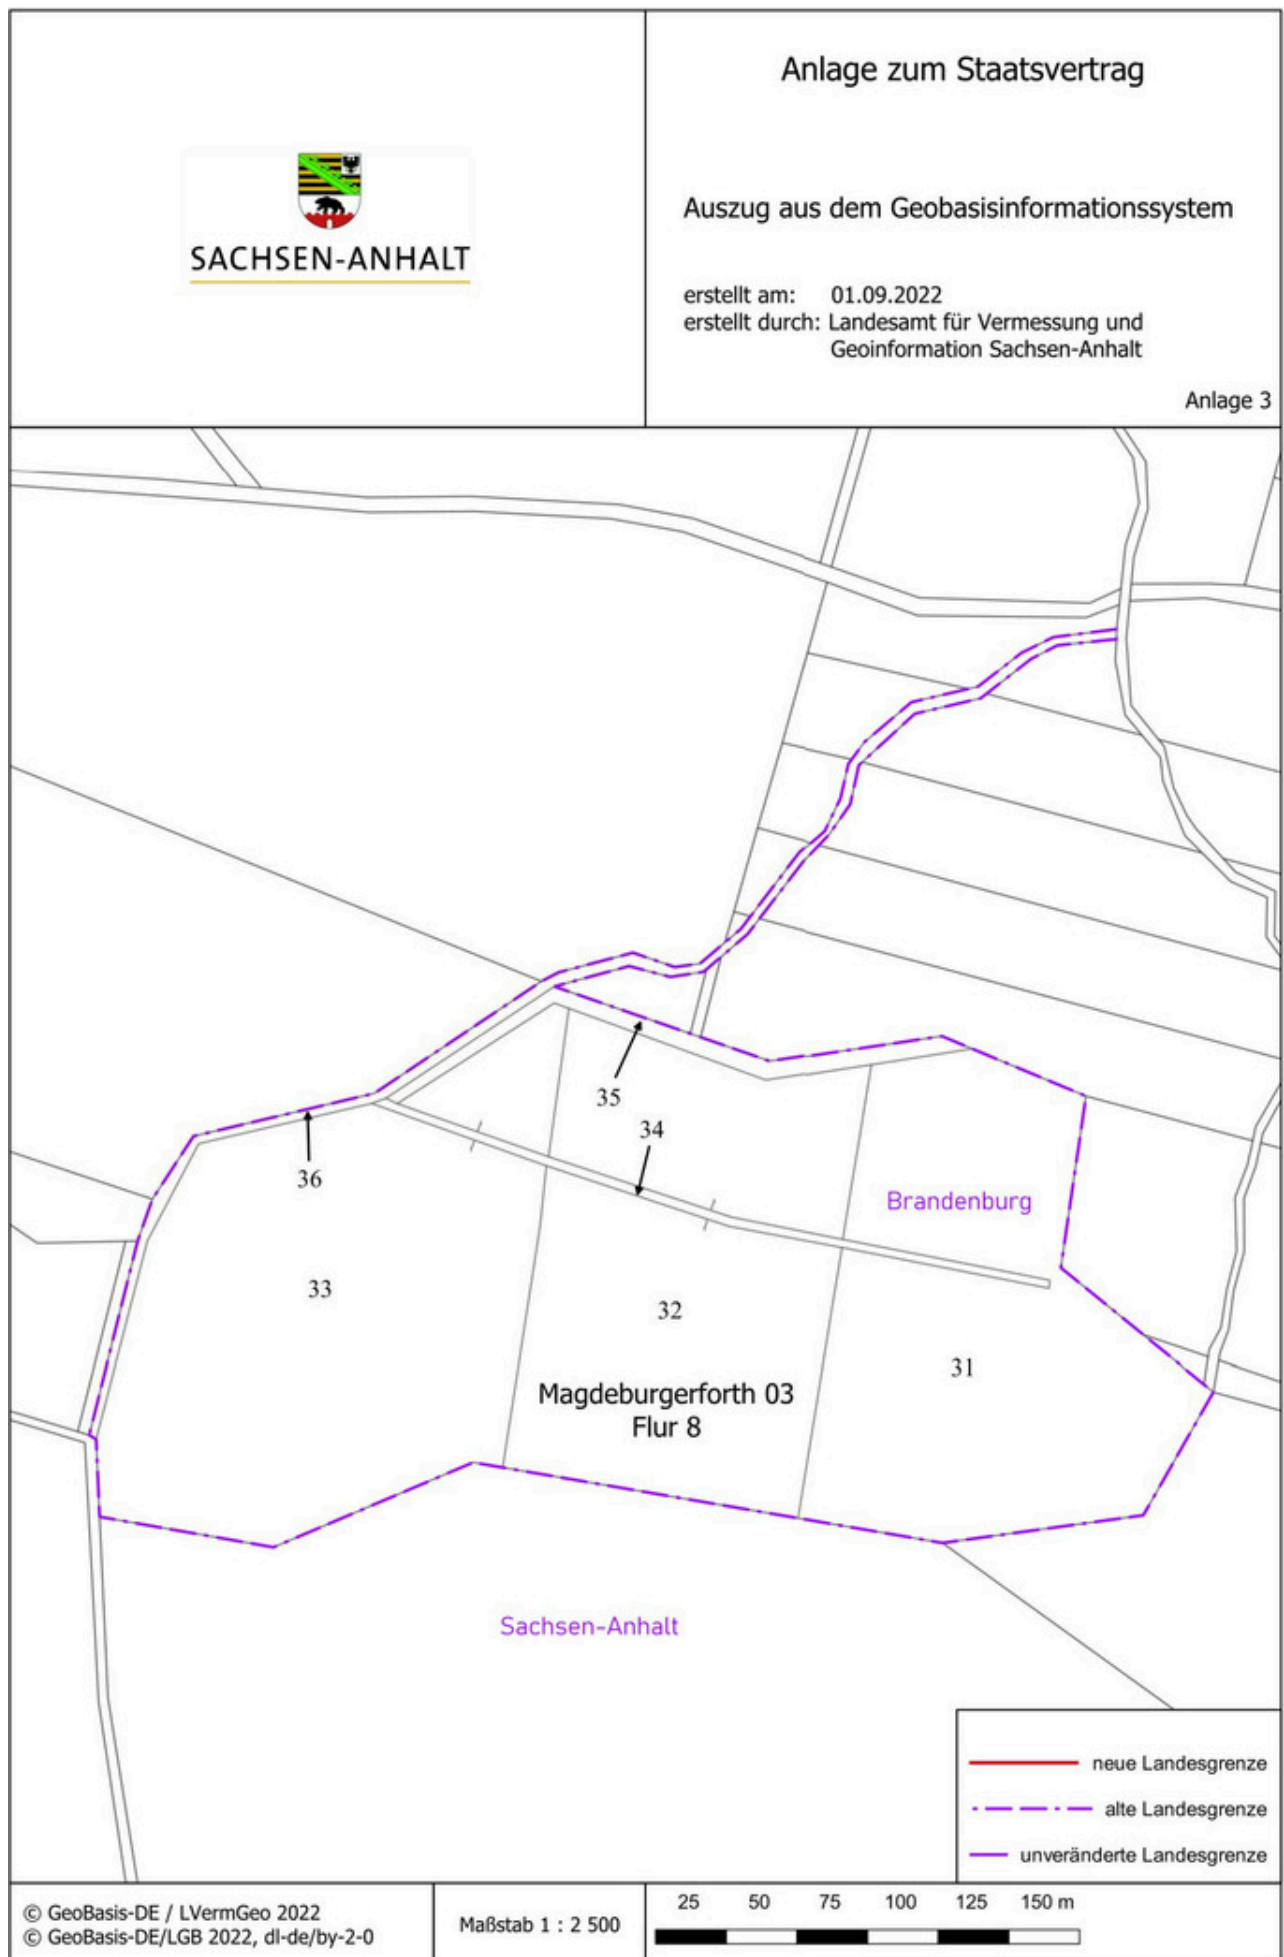 SACHSEN-ANHALT
Anlage zum Staatsvertrag
Auszug aus dem Geobasisinformationssystem
erstellt am: 01.09.2022
erstellt durch: Landesamt für Vermessung und
Geoinformation Sachsen-Anhalt
Anlage 3
35
34
36
Brandenburg
33
32
31
Magdeburgerforth 03
Flur 8
Sachsen-Anhalt
neue Landesgrenze
alte Landesgrenze
unveränderte Landesgrenze
© GeoBasis-DE / LVermGeo 2022
© GeoBasis-DE/LGB 2022, dl-de/by-2-0
Maßstab 1 : 2 500
25 50 75 100 125 150 m